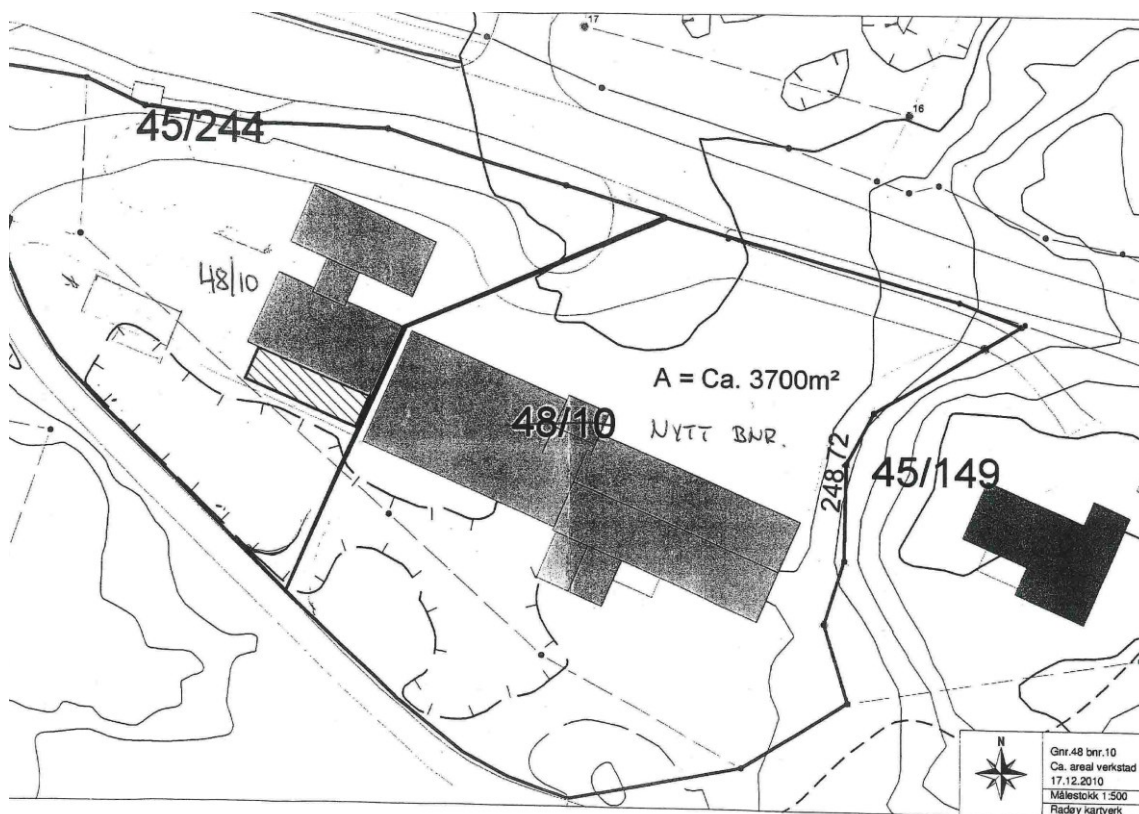 17
16
45/244
48/10
A = Ca. 3700m²
48/10
NYTT BNR.
248.72
45/149
N
Gnr.48 bnr.10
Ca. areal verkstad
17.12.2010
Målestokk 1:500
Radøy kartverk